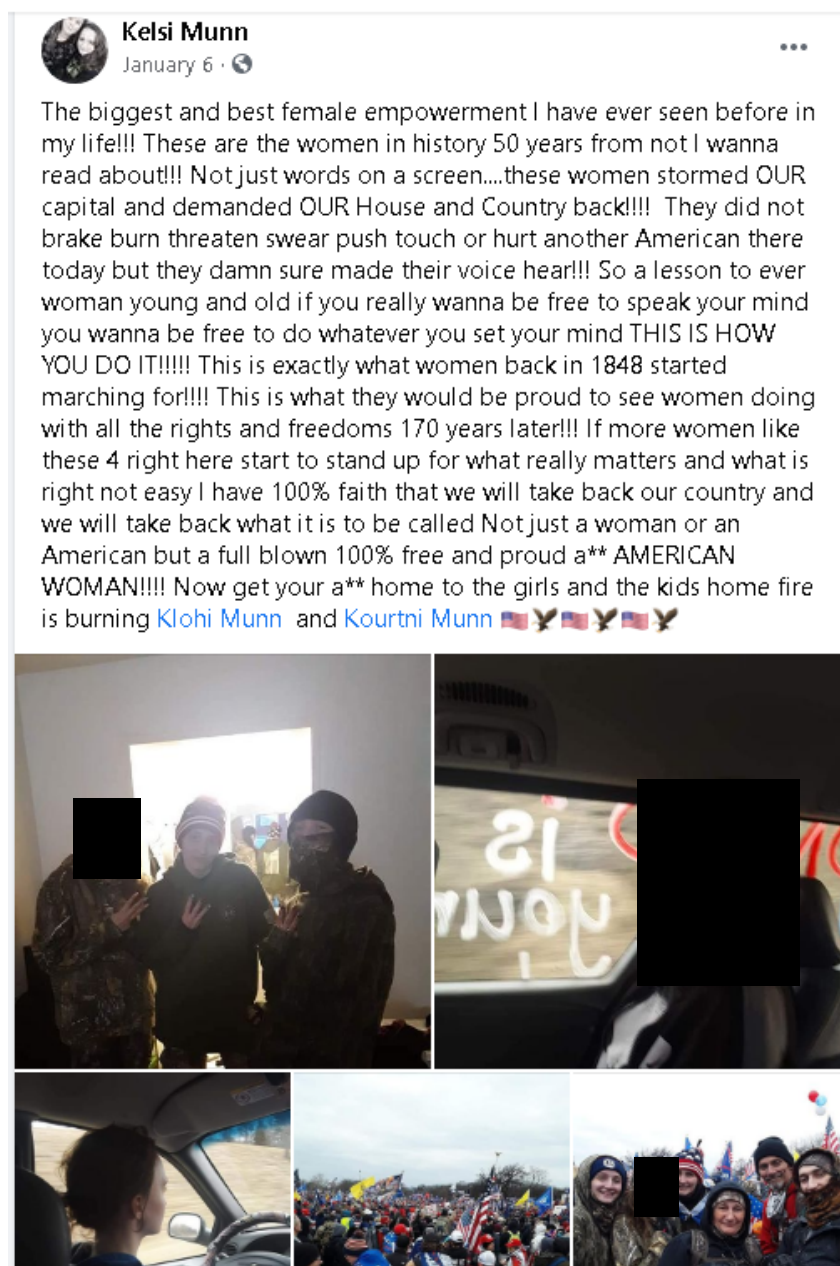 Kelsi Munn
January 6 ·
The biggest and best female empowerment I have ever seen before in
my life!!! These are the women in history 50 years from not I wanna
read about!!! Not just words on a screen....these women stormed OUR
capital and demanded OUR House and Country back!!!! They did not
brake burn threaten swear push touch or hurt another American there
today but they damn sure made their voice hear!!! So a lesson to ever
woman young and old if you really wanna be free to speak your mind
you wanna be free to do whatever you set your mind THIS IS HOW
YOU DO IT!!!!! This is exactly what women back in 1848 started
marching for!!!! This is what they would be proud to see women doing
with all the rights and freedoms 170 years later!!! If more women like
these 4 right here start to stand up for what really matters and what is
right not easy I have 100% faith that we will take back our country and
we will take back what it is to be called Not just a woman or an
American but a full blown 100% free and proud a** AMERICAN
WOMAN!!!! Now get your a** home to the girls and the kids home fire
is burning Klohi Munn and Kourtni Munn 🇺🇸🦅🇺🇸🦅🇺🇸🦅
IS
your